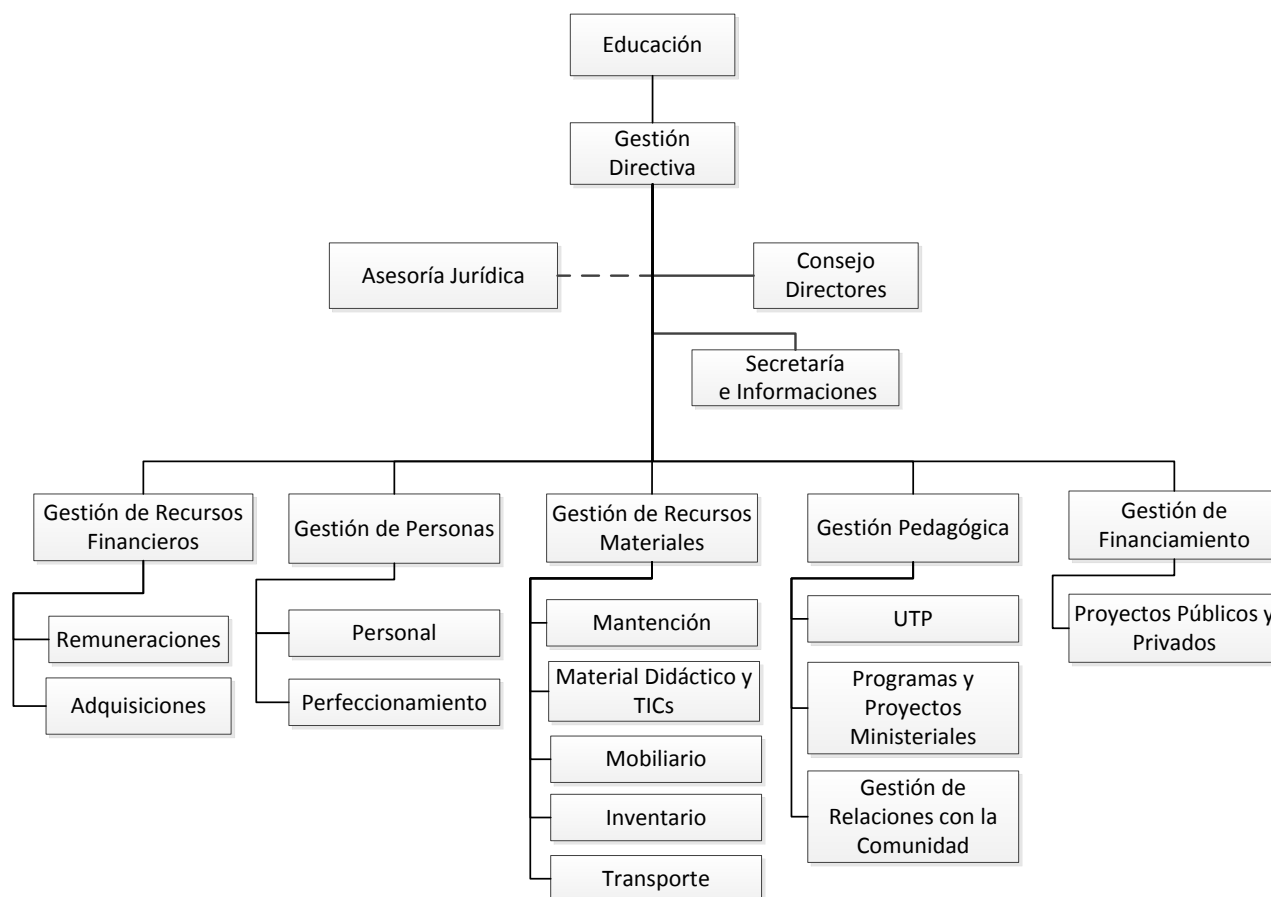 Educación
Gestión
Directiva
Asesoría Jurídica
Consejo
Directores
Secretaría
e Informaciones
Gestión de Recursos
Financieros
Gestión de Personas
Gestión de Recursos
Materiales
Gestión Pedagógica
Gestión de
Financiamiento
Remuneraciones
Adquisiciones
Personal
Perfeccionamiento
Mantención
Material Didáctico y
TICs
Mobiliario
Inventario
Transporte
UTP
Programas y
Proyectos
Ministeriales
Gestión de
Relaciones con la
Comunidad
Proyectos Públicos y
Privados